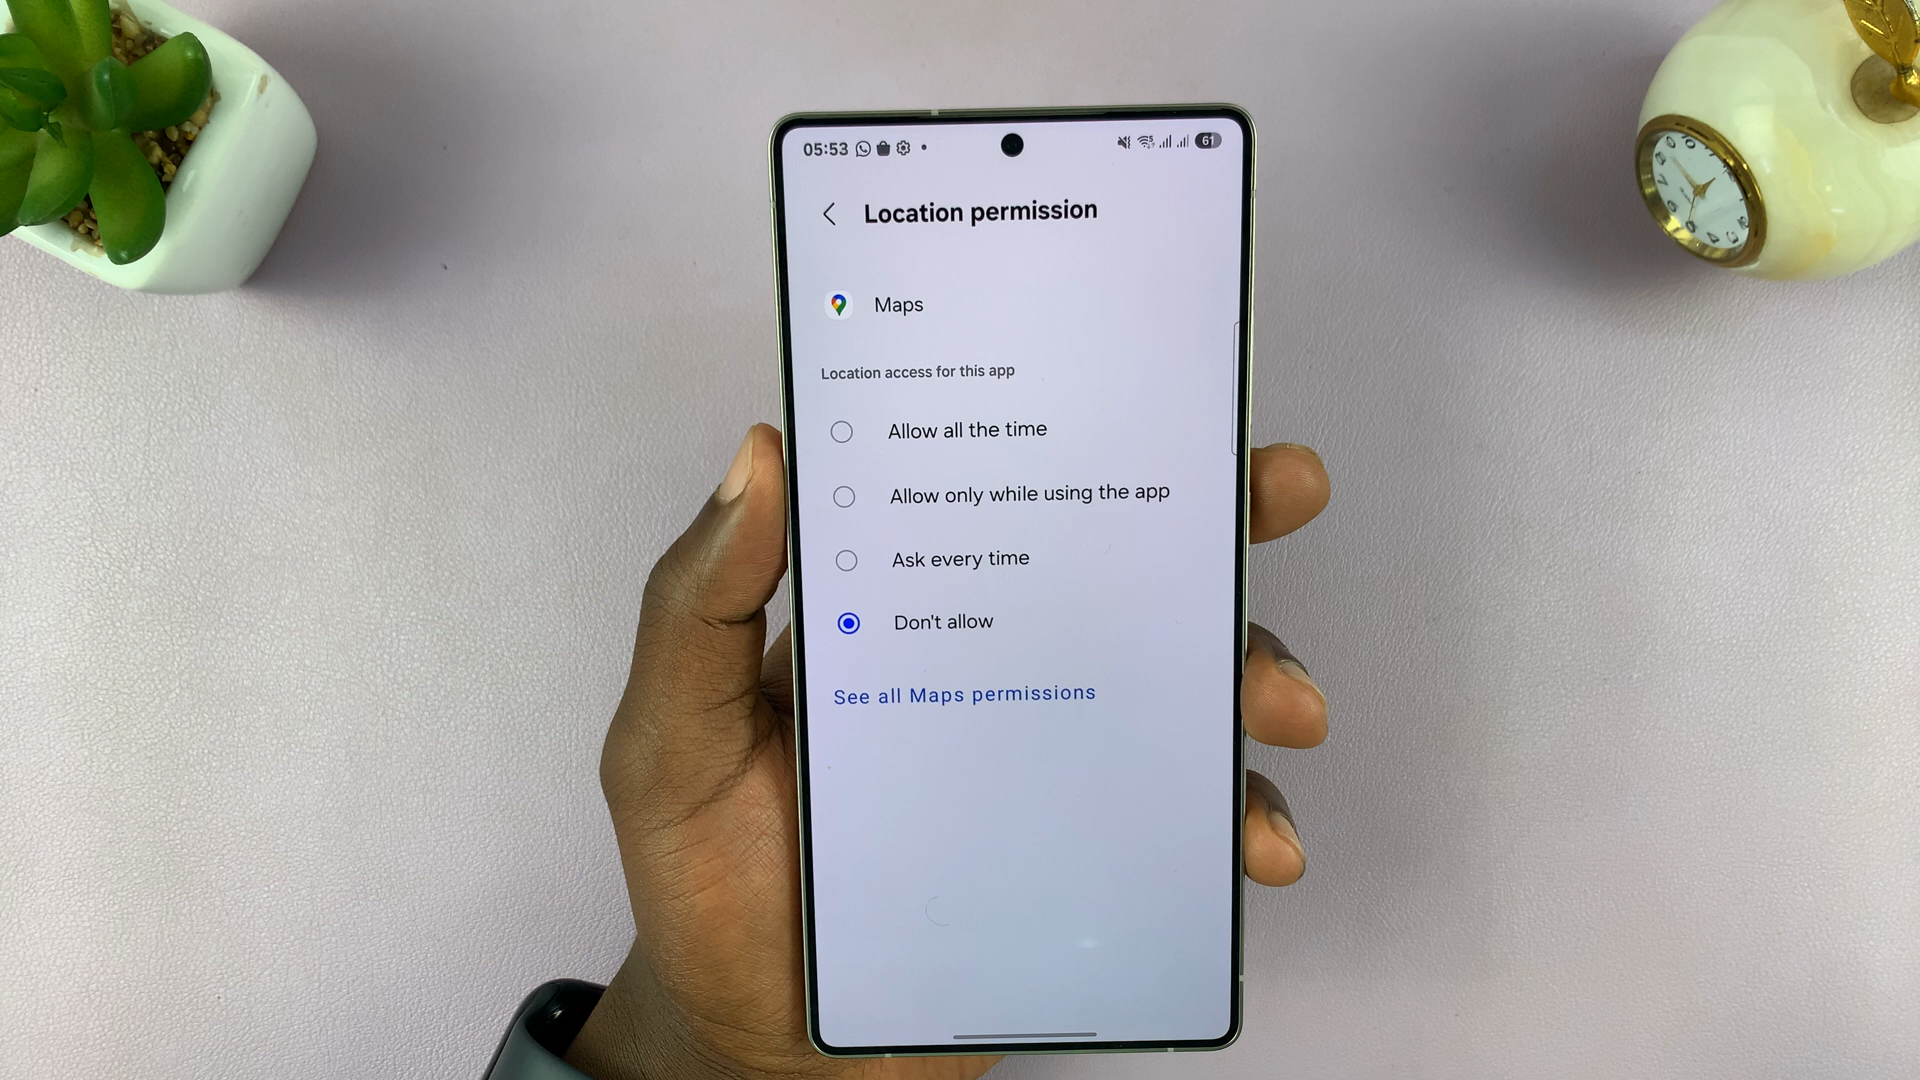 05:53
61
Location permission
Maps
Location access for this app
Allow all the time
Allow only while using the app
Ask every time
Don't allow
See all Maps permissions